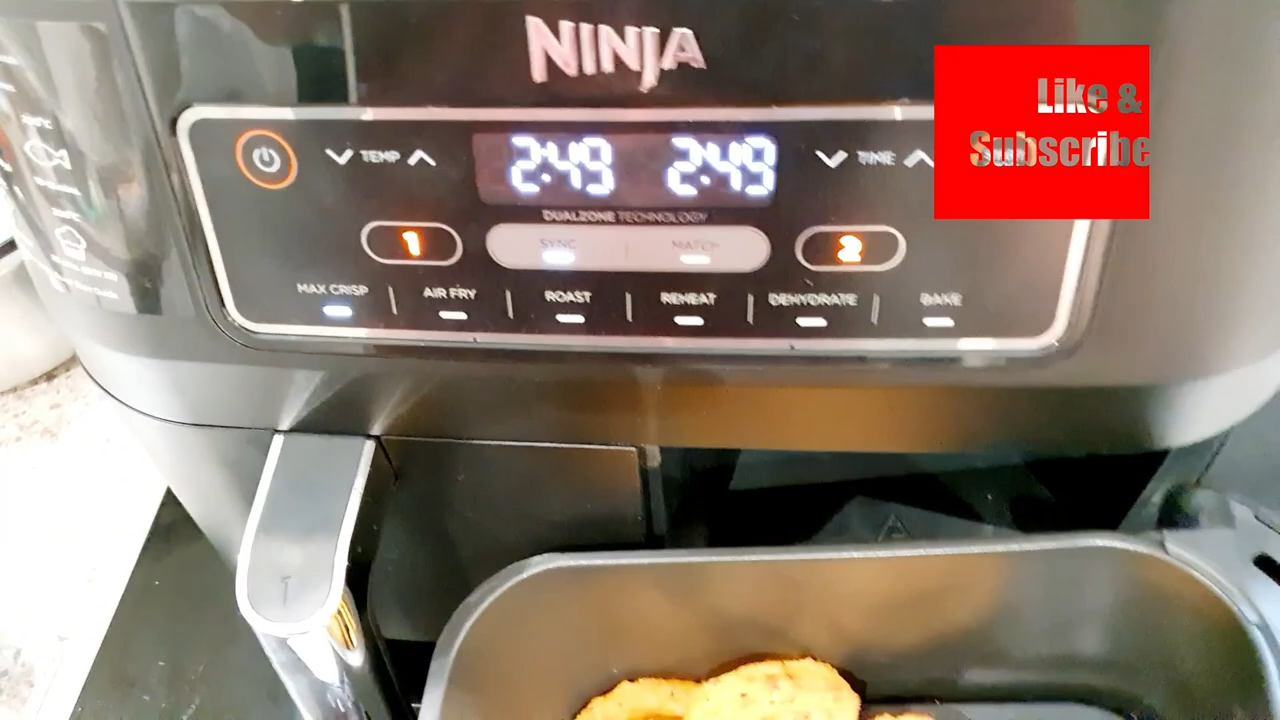 NINJA
Like &
Subscribe
TEMP
2:49 2:49
TIME
DUALZONE TECHNOLOGY
1
SYNC
MATCH
2
MAX CRISP
AIR FRY
ROAST
REHEAT
DEHYDRATE
BAKE
1